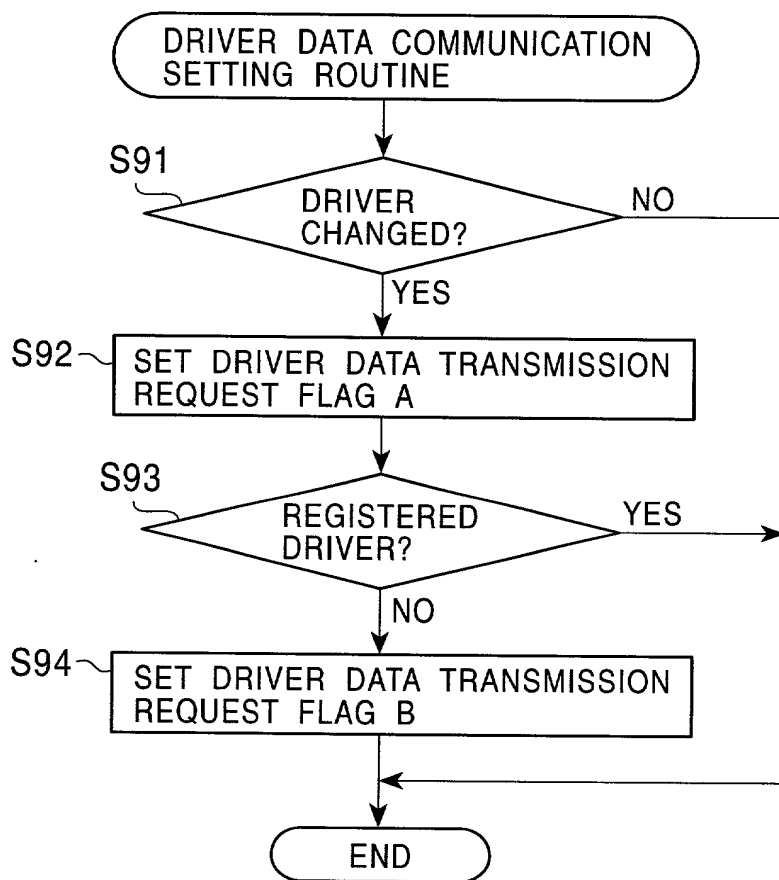 DRIVER DATA COMMUNICATION
SETTING ROUTINE
S91
DRIVER
CHANGED?
NO
YES
S92
SET DRIVER DATA TRANSMISSION
REQUEST FLAG A
S93
REGISTERED
DRIVER?
YES
NO
S94
SET DRIVER DATA TRANSMISSION
REQUEST FLAG B
END